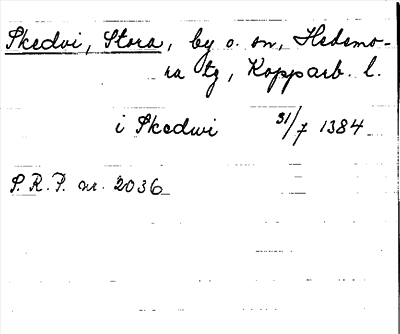 Skedvi, Stora, by o. sn, Hedemo-
ra tg, Kopparb. l.
i Skedwi 31/7 1384
S.R.P. nr. 2036